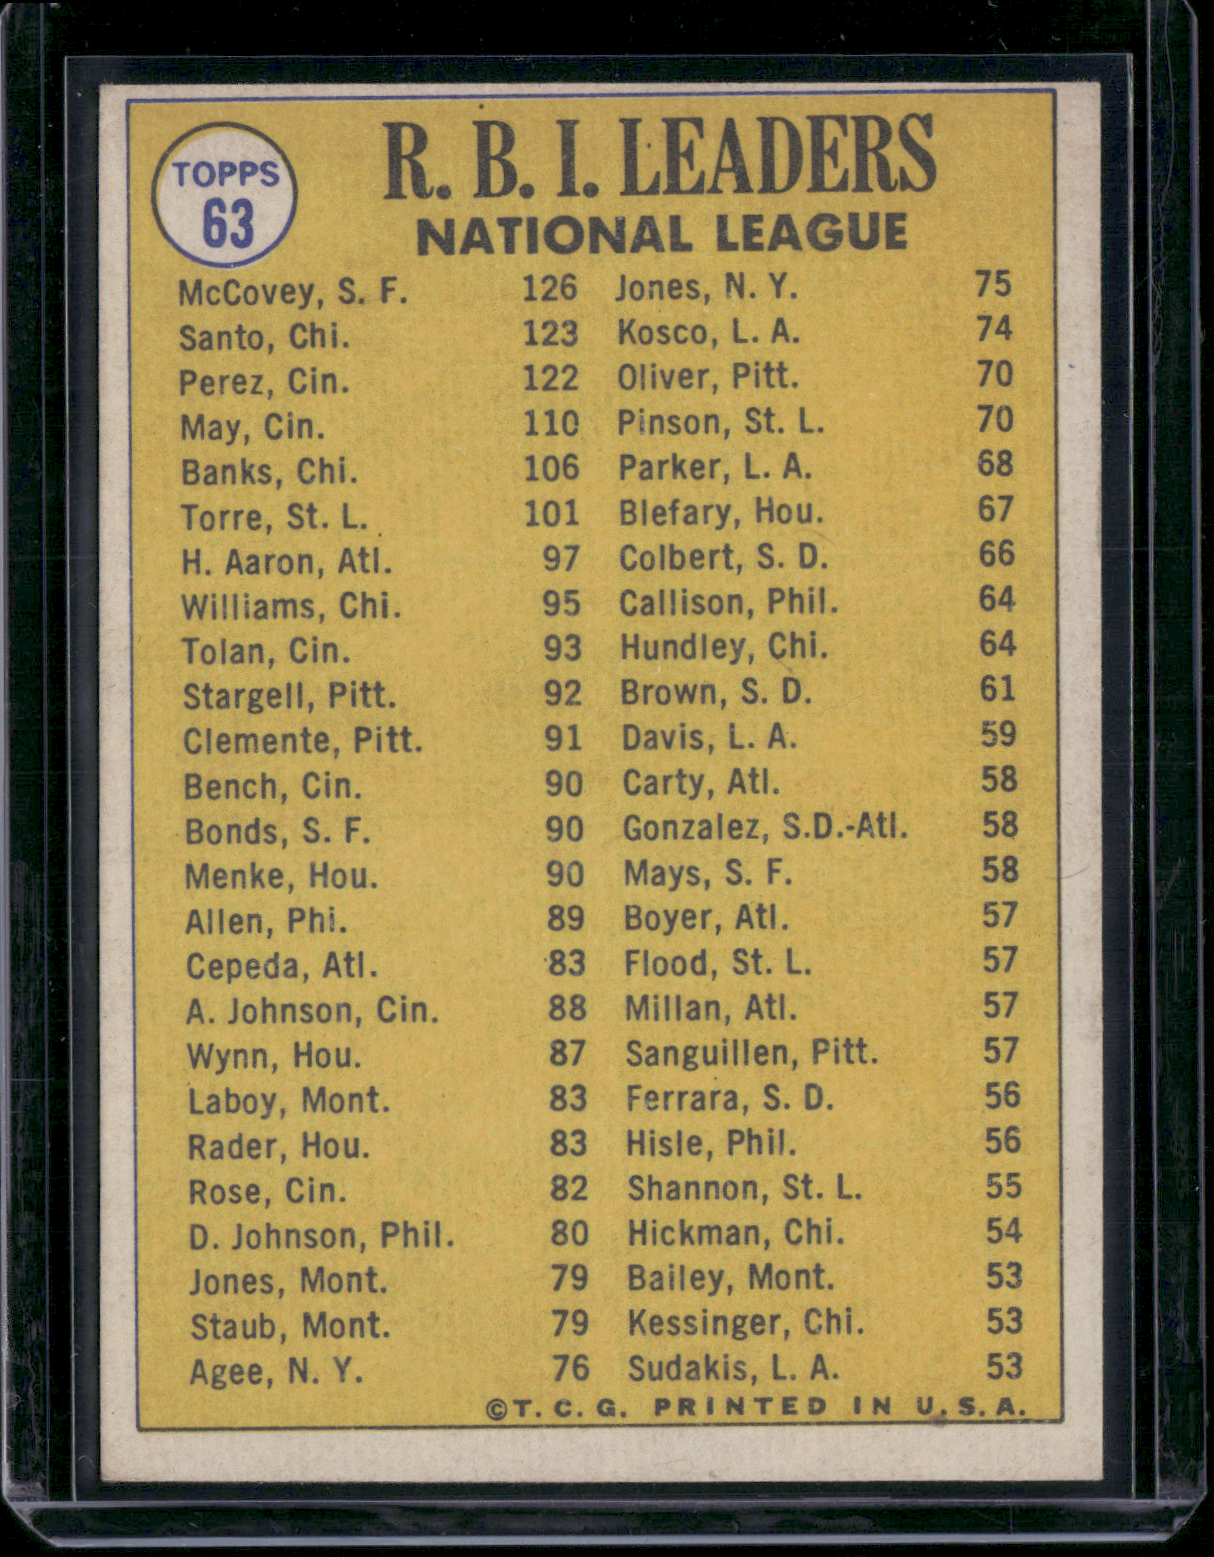 TOPPS
63
R. B. I. LEADERS
NATIONAL LEAGUE
McCovey, S. F. 126
Santo, Chi. 123
Perez, Cin. 122
May, Cin. 110
Banks, Chi. 106
Torre, St. L. 101
H. Aaron, Atl. 97
Williams, Chi. 95
Tolan, Cin. 93
Stargell, Pitt. 92
Clemente, Pitt. 91
Bench, Cin. 90
Bonds, S. F. 90
Menke, Hou. 90
Allen, Phi. 89
Cepeda, Atl. 83
A. Johnson, Cin. 88
Wynn, Hou. 87
Laboy, Mont. 83
Rader, Hou. 83
Rose, Cin. 82
D. Johnson, Phil. 80
Jones, Mont. 79
Staub, Mont. 79
Agee, N. Y. 76
Jones, N. Y. 75
Kosco, L. A. 74
Oliver, Pitt. 70
Pinson, St. L. 70
Parker, L. A. 68
Blefary, Hou. 67
Colbert, S. D. 66
Callison, Phil. 64
Hundley, Chi. 64
Brown, S. D. 61
Davis, L. A. 59
Carty, Atl. 58
Gonzalez, S.D.-Atl. 58
Mays, S. F. 58
Boyer, Atl. 57
Flood, St. L. 57
Millan, Atl. 57
Sanguillen, Pitt. 57
Ferrara, S. D. 56
Hisle, Phil. 56
Shannon, St. L. 55
Hickman, Chi. 54
Bailey, Mont. 53
Kessinger, Chi. 53
Sudakis, L. A. 53
©T. C. G. PRINTED IN U. S. A.